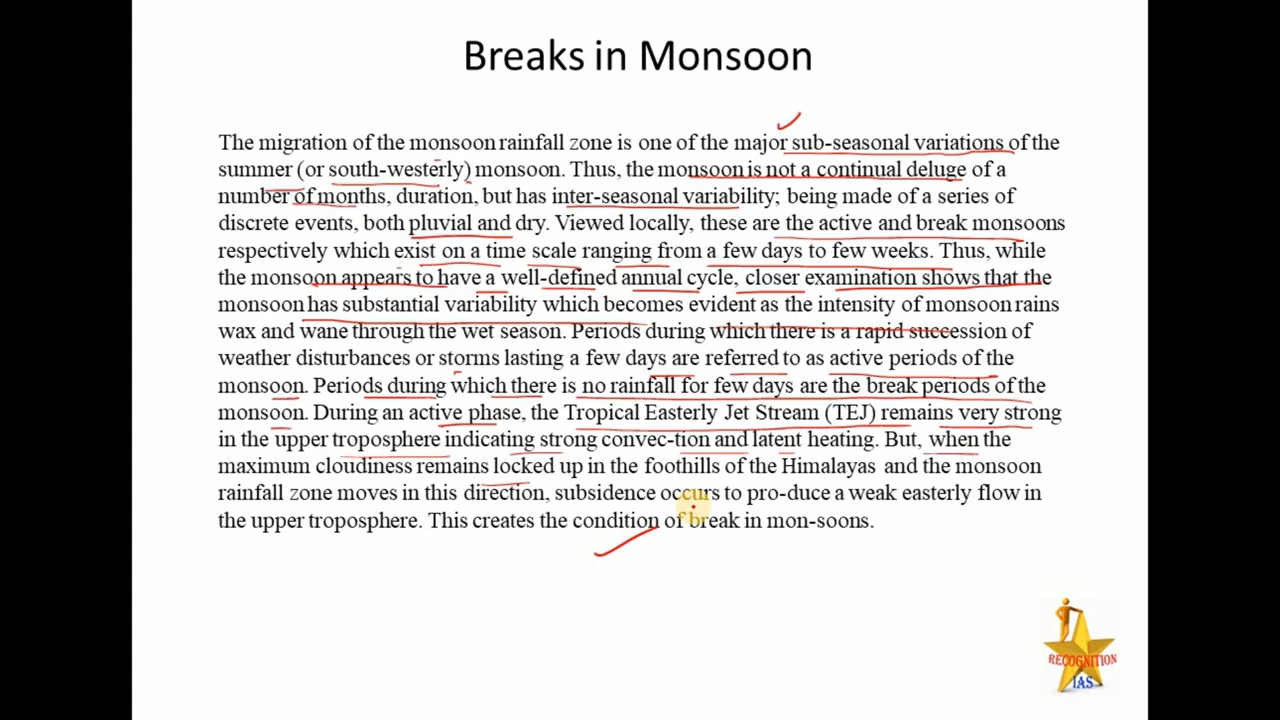 Breaks in Monsoon
The migration of the monsoon rainfall zone is one of the major sub-seasonal variations of the
summer (or south-westerly) monsoon. Thus, the monsoon is not a continual deluge of a
number of months, duration, but has inter-seasonal variability; being made of a series of
discrete events, both pluvial and dry. Viewed locally, these are the active and break monsoons
respectively which exist on a time scale ranging from a few days to few weeks. Thus, while
the monsoon appears to have a well-defined annual cycle, closer examination shows that the
monsoon has substantial variability which becomes evident as the intensity of monsoon rains
wax and wane through the wet season. Periods during which there is a rapid succession of
weather disturbances or storms lasting a few days are referred to as active periods of the
monsoon. Periods during which there is no rainfall for few days are the break periods of the
monsoon. During an active phase, the Tropical Easterly Jet Stream (TEJ) remains very strong
in the upper troposphere indicating strong convec-tion and latent heating. But, when the
maximum cloudiness remains locked up in the foothills of the Himalayas and the monsoon
rainfall zone moves in this direction, subsidence occurs to pro-duce a weak easterly flow in
the upper troposphere. This creates the condition of break in mon-soons.
RECOGNITION
IAS